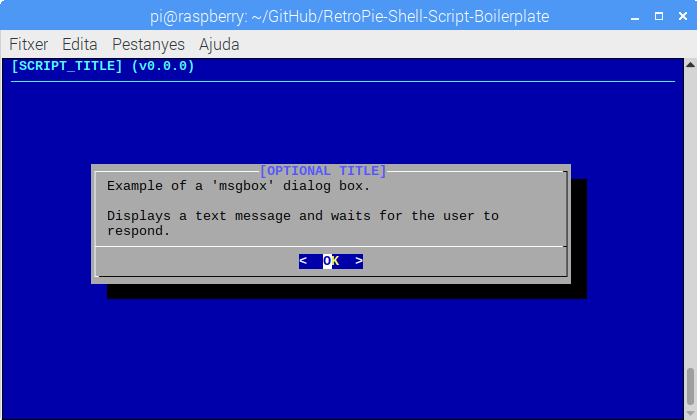 pi@raspberry: ~/GitHub/RetroPie-Shell-Script-Boilerplate
Fitxer Edita Pestanyes Ajuda
[SCRIPT_TITLE] (v0.0.0)
[OPTIONAL TITLE]
Example of a 'msgbox' dialog box.
Displays a text message and waits for the user to
respond.
< OK >